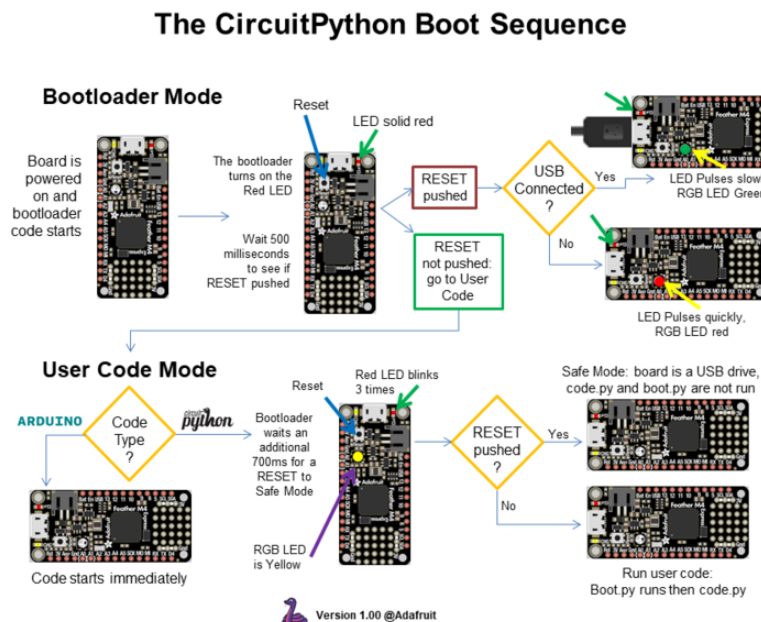 The CircuitPython Boot Sequence
Bootloader Mode
Board is
powered
on and
bootloader
code starts
Reset
LED solid red
The bootloader
turns on the
Red LED
Wait 500
milliseconds
to see if
RESET pushed
RESET
pushed
RESET
not pushed:
go to User
Code
USB
Connected
?
Yes
No
LED Pulses slow
RGB LED Green
LED Pulses quickly,
RGB LED red
User Code Mode
ARDUINO
Code
Type
?
circuit
python
Code starts immediately
Bootloader
waits an
additional
700ms for a
RESET to
Safe Mode
Reset
Red LED blinks
3 times
RGB LED
is Yellow
RESET
pushed
?
Yes
No
Safe Mode: board is a USB drive,
code.py and boot.py are not run
Run user code:
Boot.py runs then code.py
Version 1.00 @Adafruit